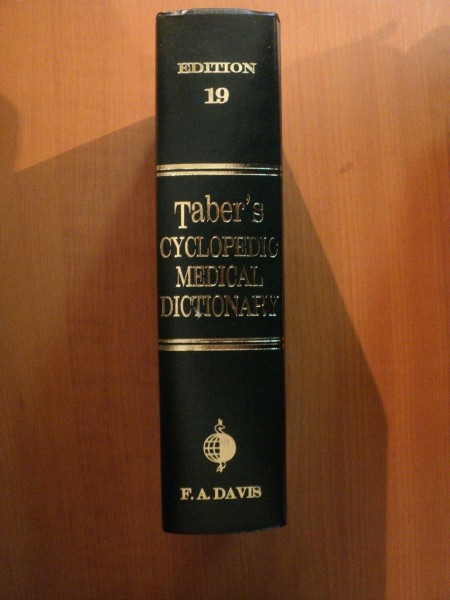 EDITION
19
Taber's
CYCLOPEDIC
MEDICAL
DICTIONARY
F. A. DAVIS